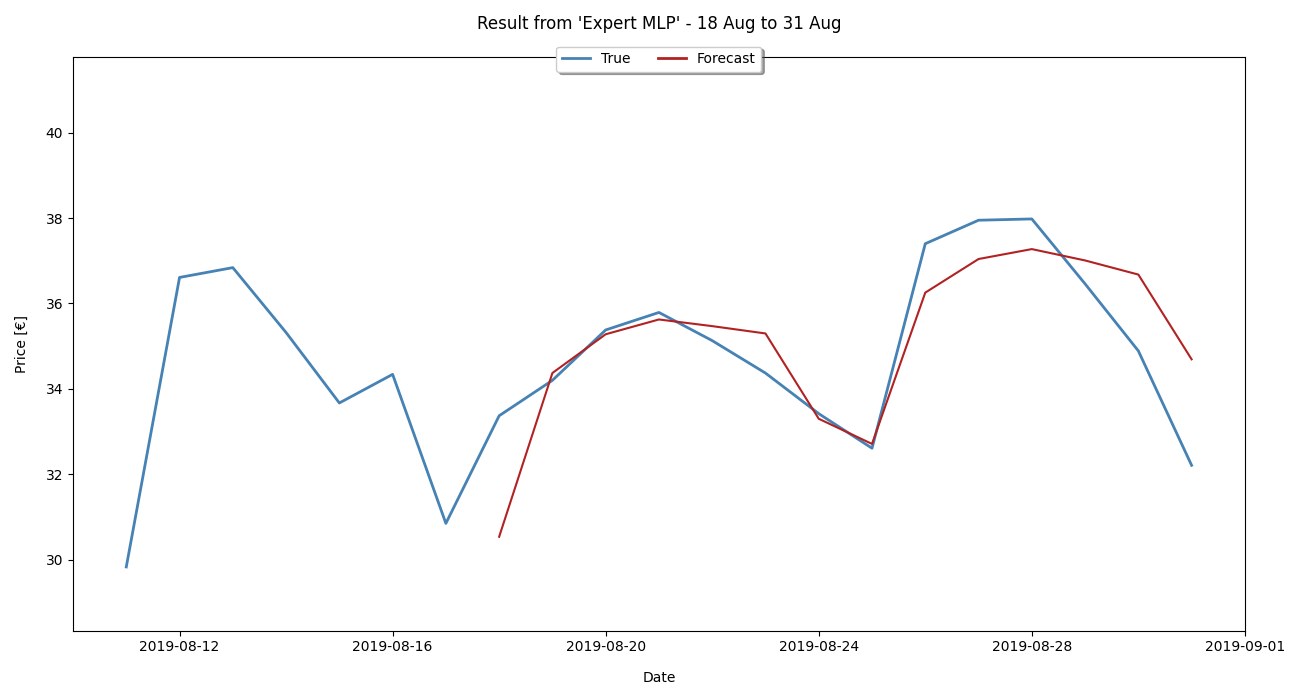 Result from 'Expert MLP' - 18 Aug to 31 Aug
True Forecast
40
38
36
34
32
30
Price [€]
2019-08-12 2019-08-16 2019-08-20 2019-08-24 2019-08-28 2019-09-01
Date